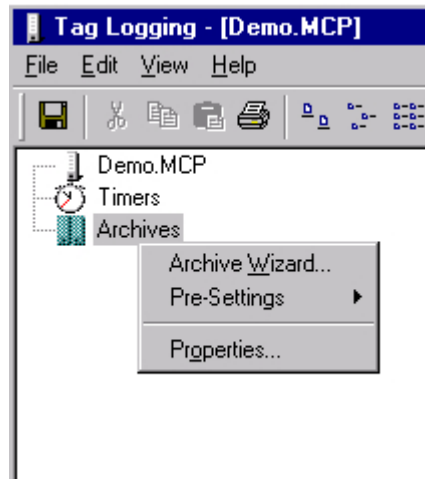 Tag Logging - [Demo.MCP]
File Edit View Help
Demo.MCP
Timers
Archives
Archive Wizard...
Pre-Settings
Properties...